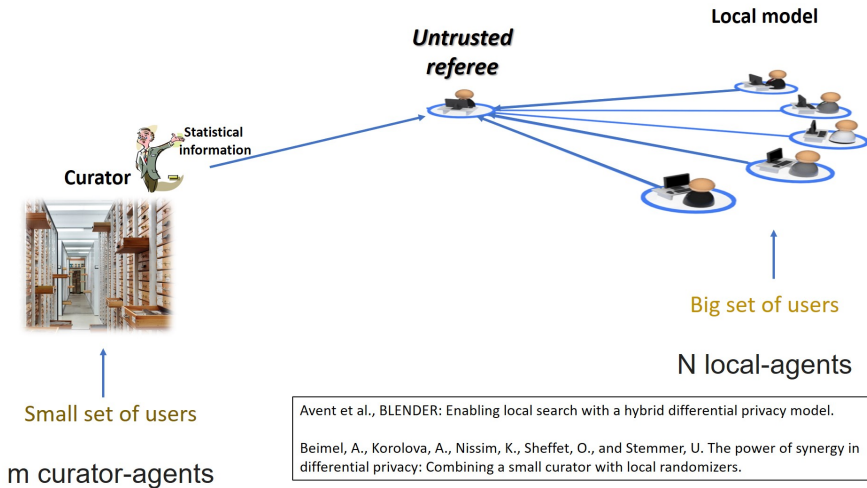 Local model
Untrusted
referee
Statistical
information
Curator
Big set of users
N local-agents
Small set of users
m curator-agents
Avent et al., BLENDER: Enabling local search with a hybrid differential privacy model.
Beimel, A., Korolova, A., Nissim, K., Sheffet, O., and Stemmer, U. The power of synergy in
differential privacy: Combining a small curator with local randomizers.